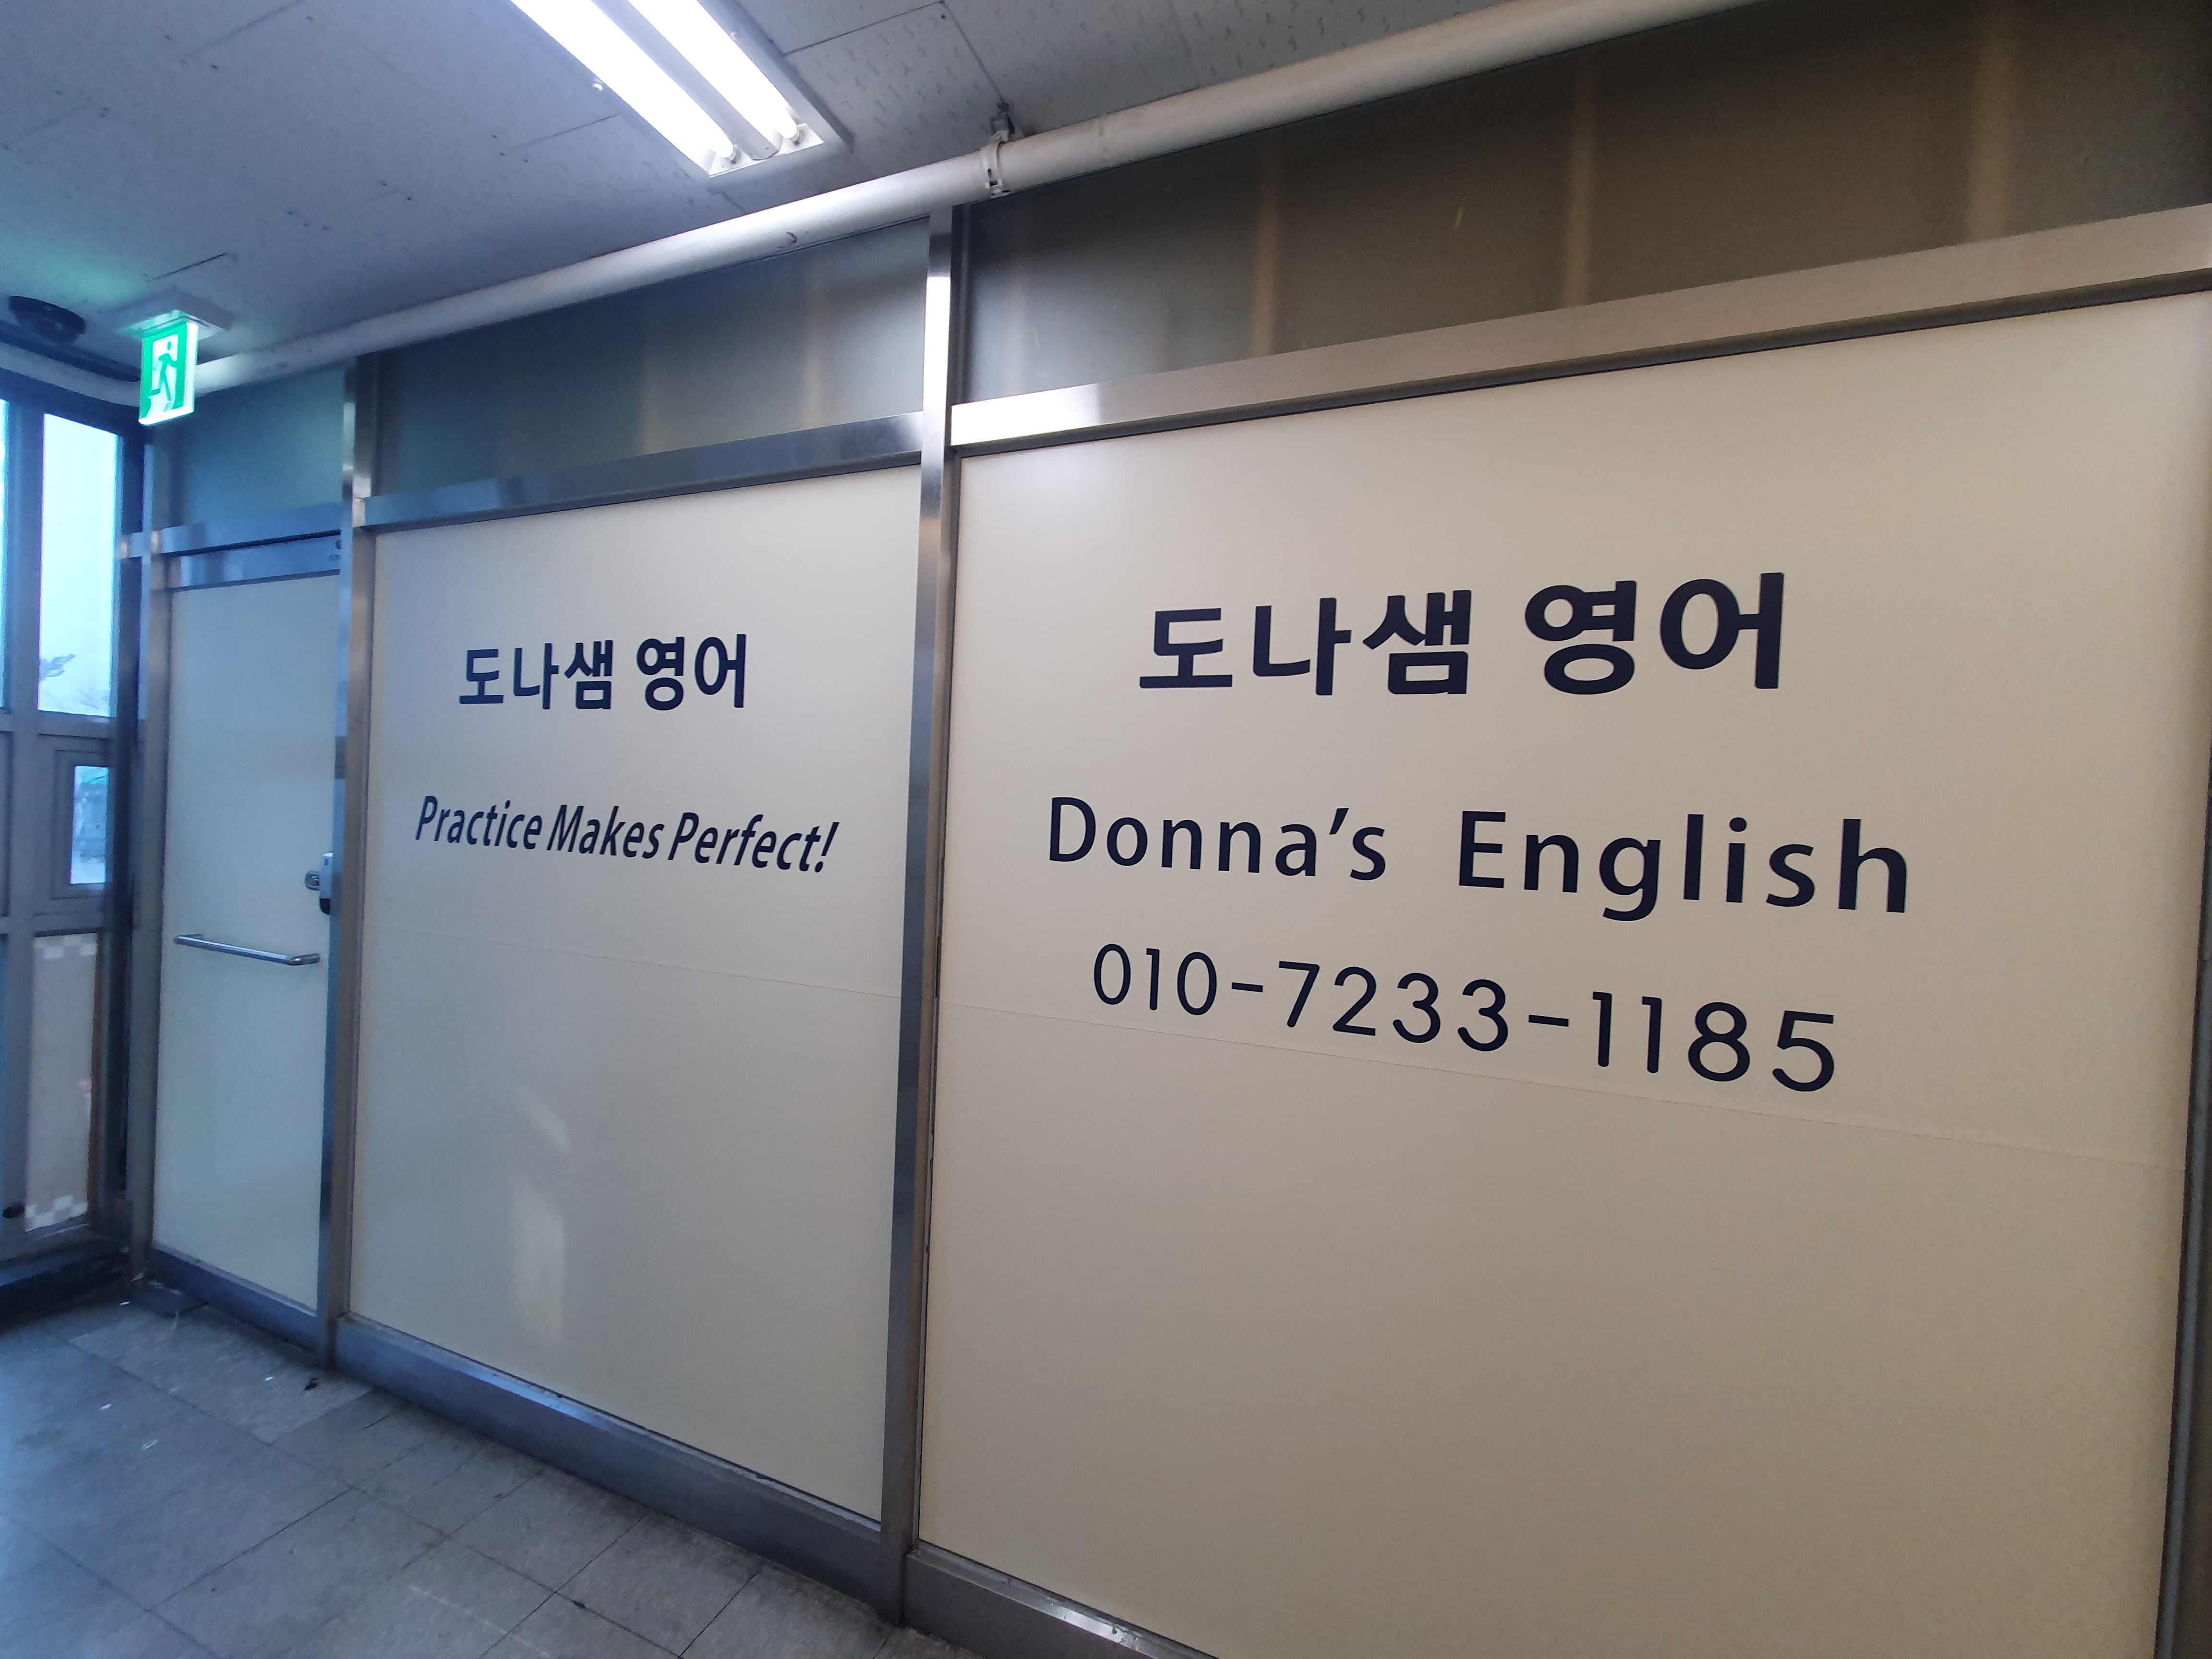 도나샘 영어
Practice Makes Perfect!
도나샘 영어
Donna's English
010-7233-1185